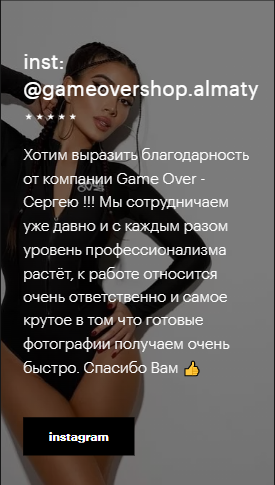 inst:
@gameovershop.almaty
★ ★ ★ ★ ★
Хотим выразить благодарность
от компании Game Over -
Сергею !!! Мы сотрудничаем
уже давно и с каждым разом
уровень профессионализма
растёт, к работе относится
очень ответственно и самое
крутое в том что готовые
фотографии получаем очень
быстро. Спасибо Вам 👍
instagram